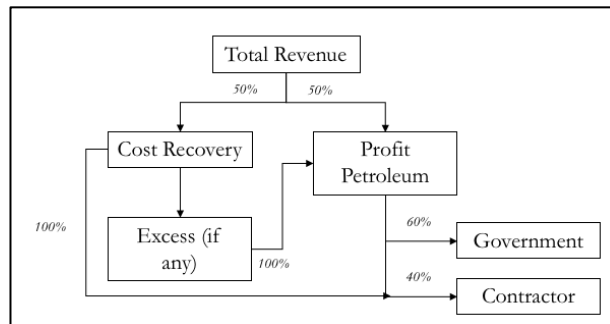 Total Revenue
50%
50%
Cost Recovery
Profit
Petroleum
100%
Excess (if
any)
100%
60%
Government
40%
Contractor